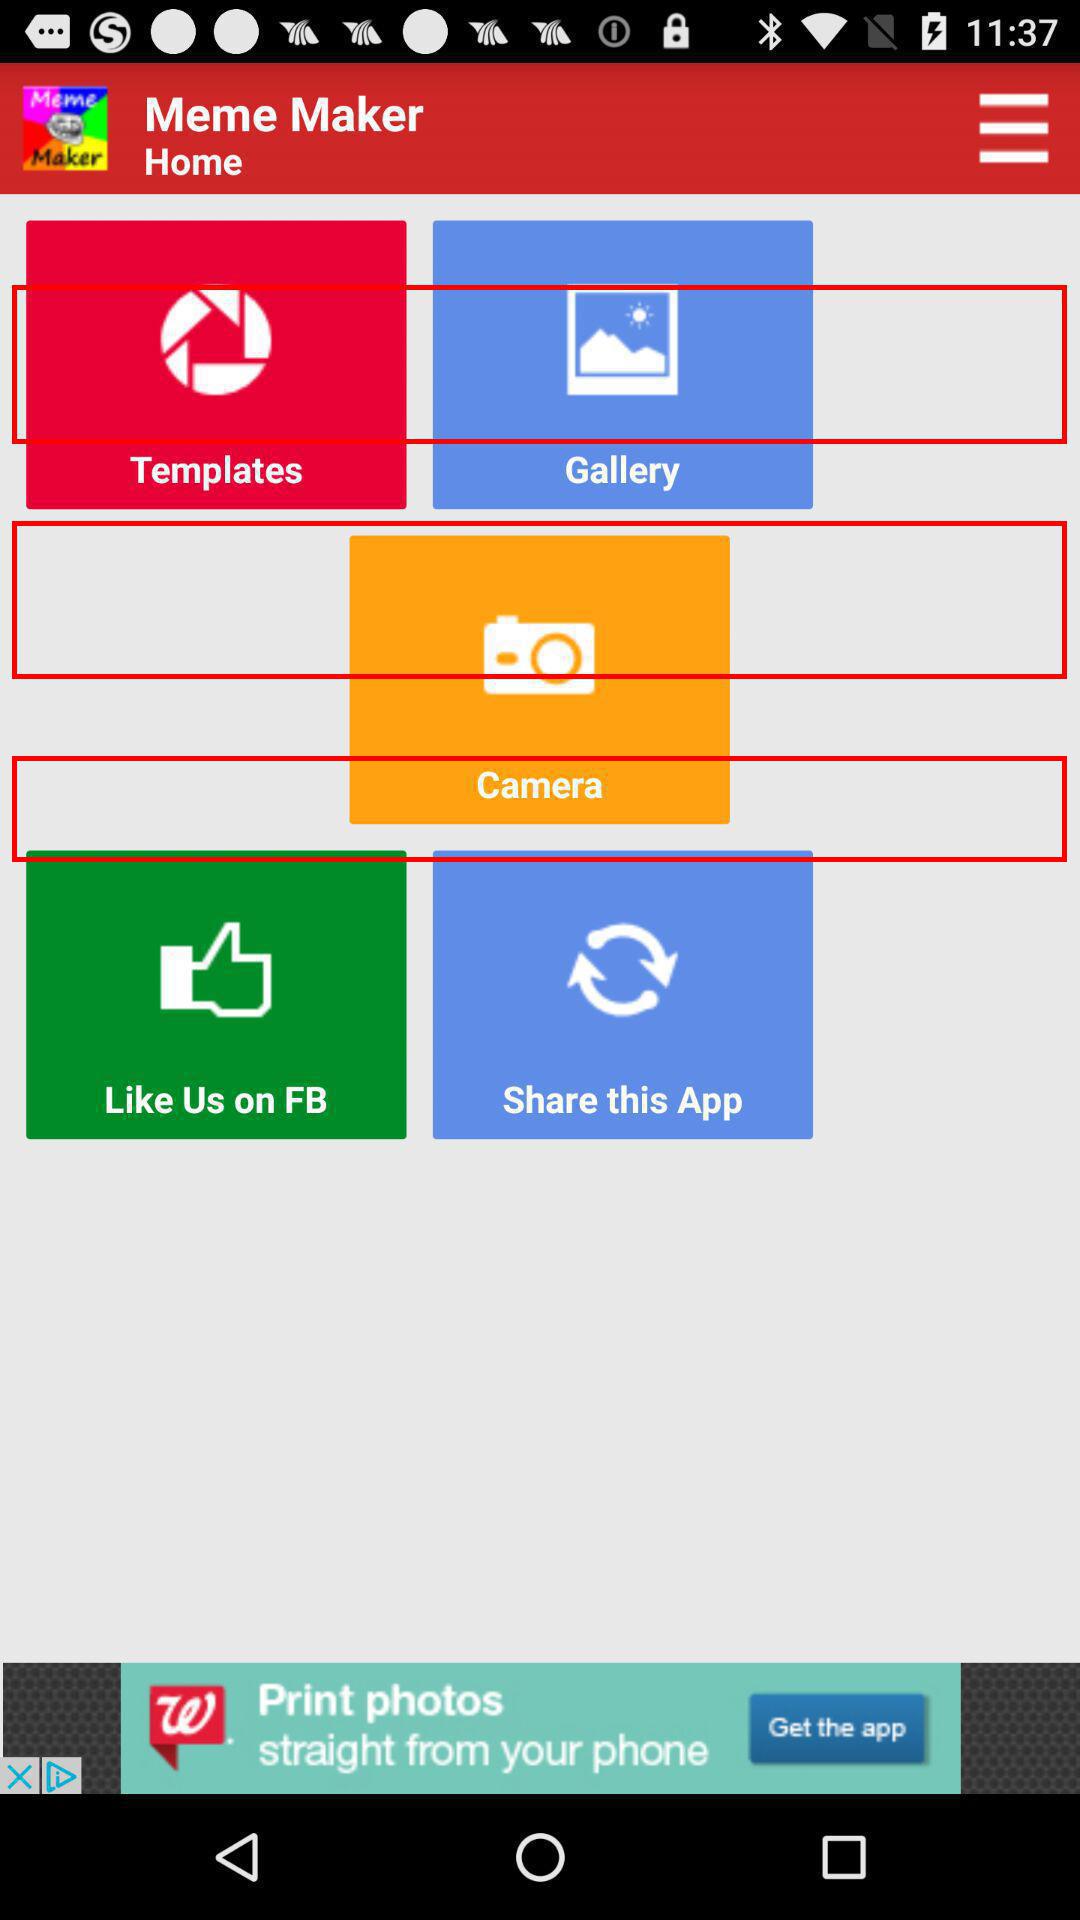 11:37
Meme
Maker
Meme Maker
Home
Templates
Gallery
Camera
Like Us on FB
Share this App
W
Print photos
straight from your phone
Get the app